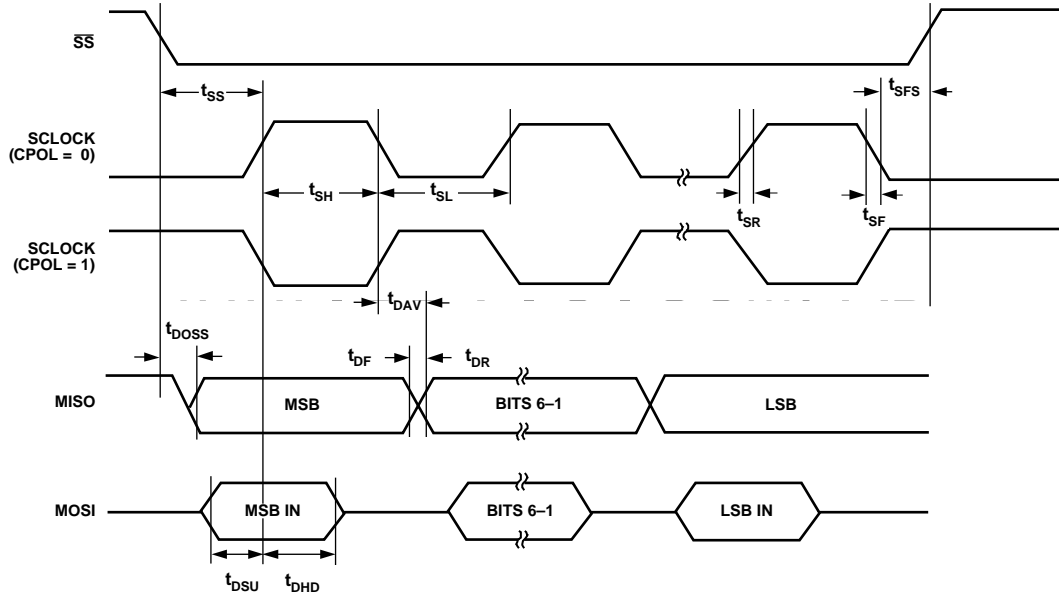 S̅S̅
tSS
tSFS
SCLOCK
(CPOL = 0)
tSH
tSL
tSR
tSF
SCLOCK
(CPOL = 1)
tDAV
tDOSS
tDF
tDR
MISO
MSB
BITS 6–1
LSB
MOSI
MSB IN
BITS 6–1
LSB IN
tDSU
tDHD